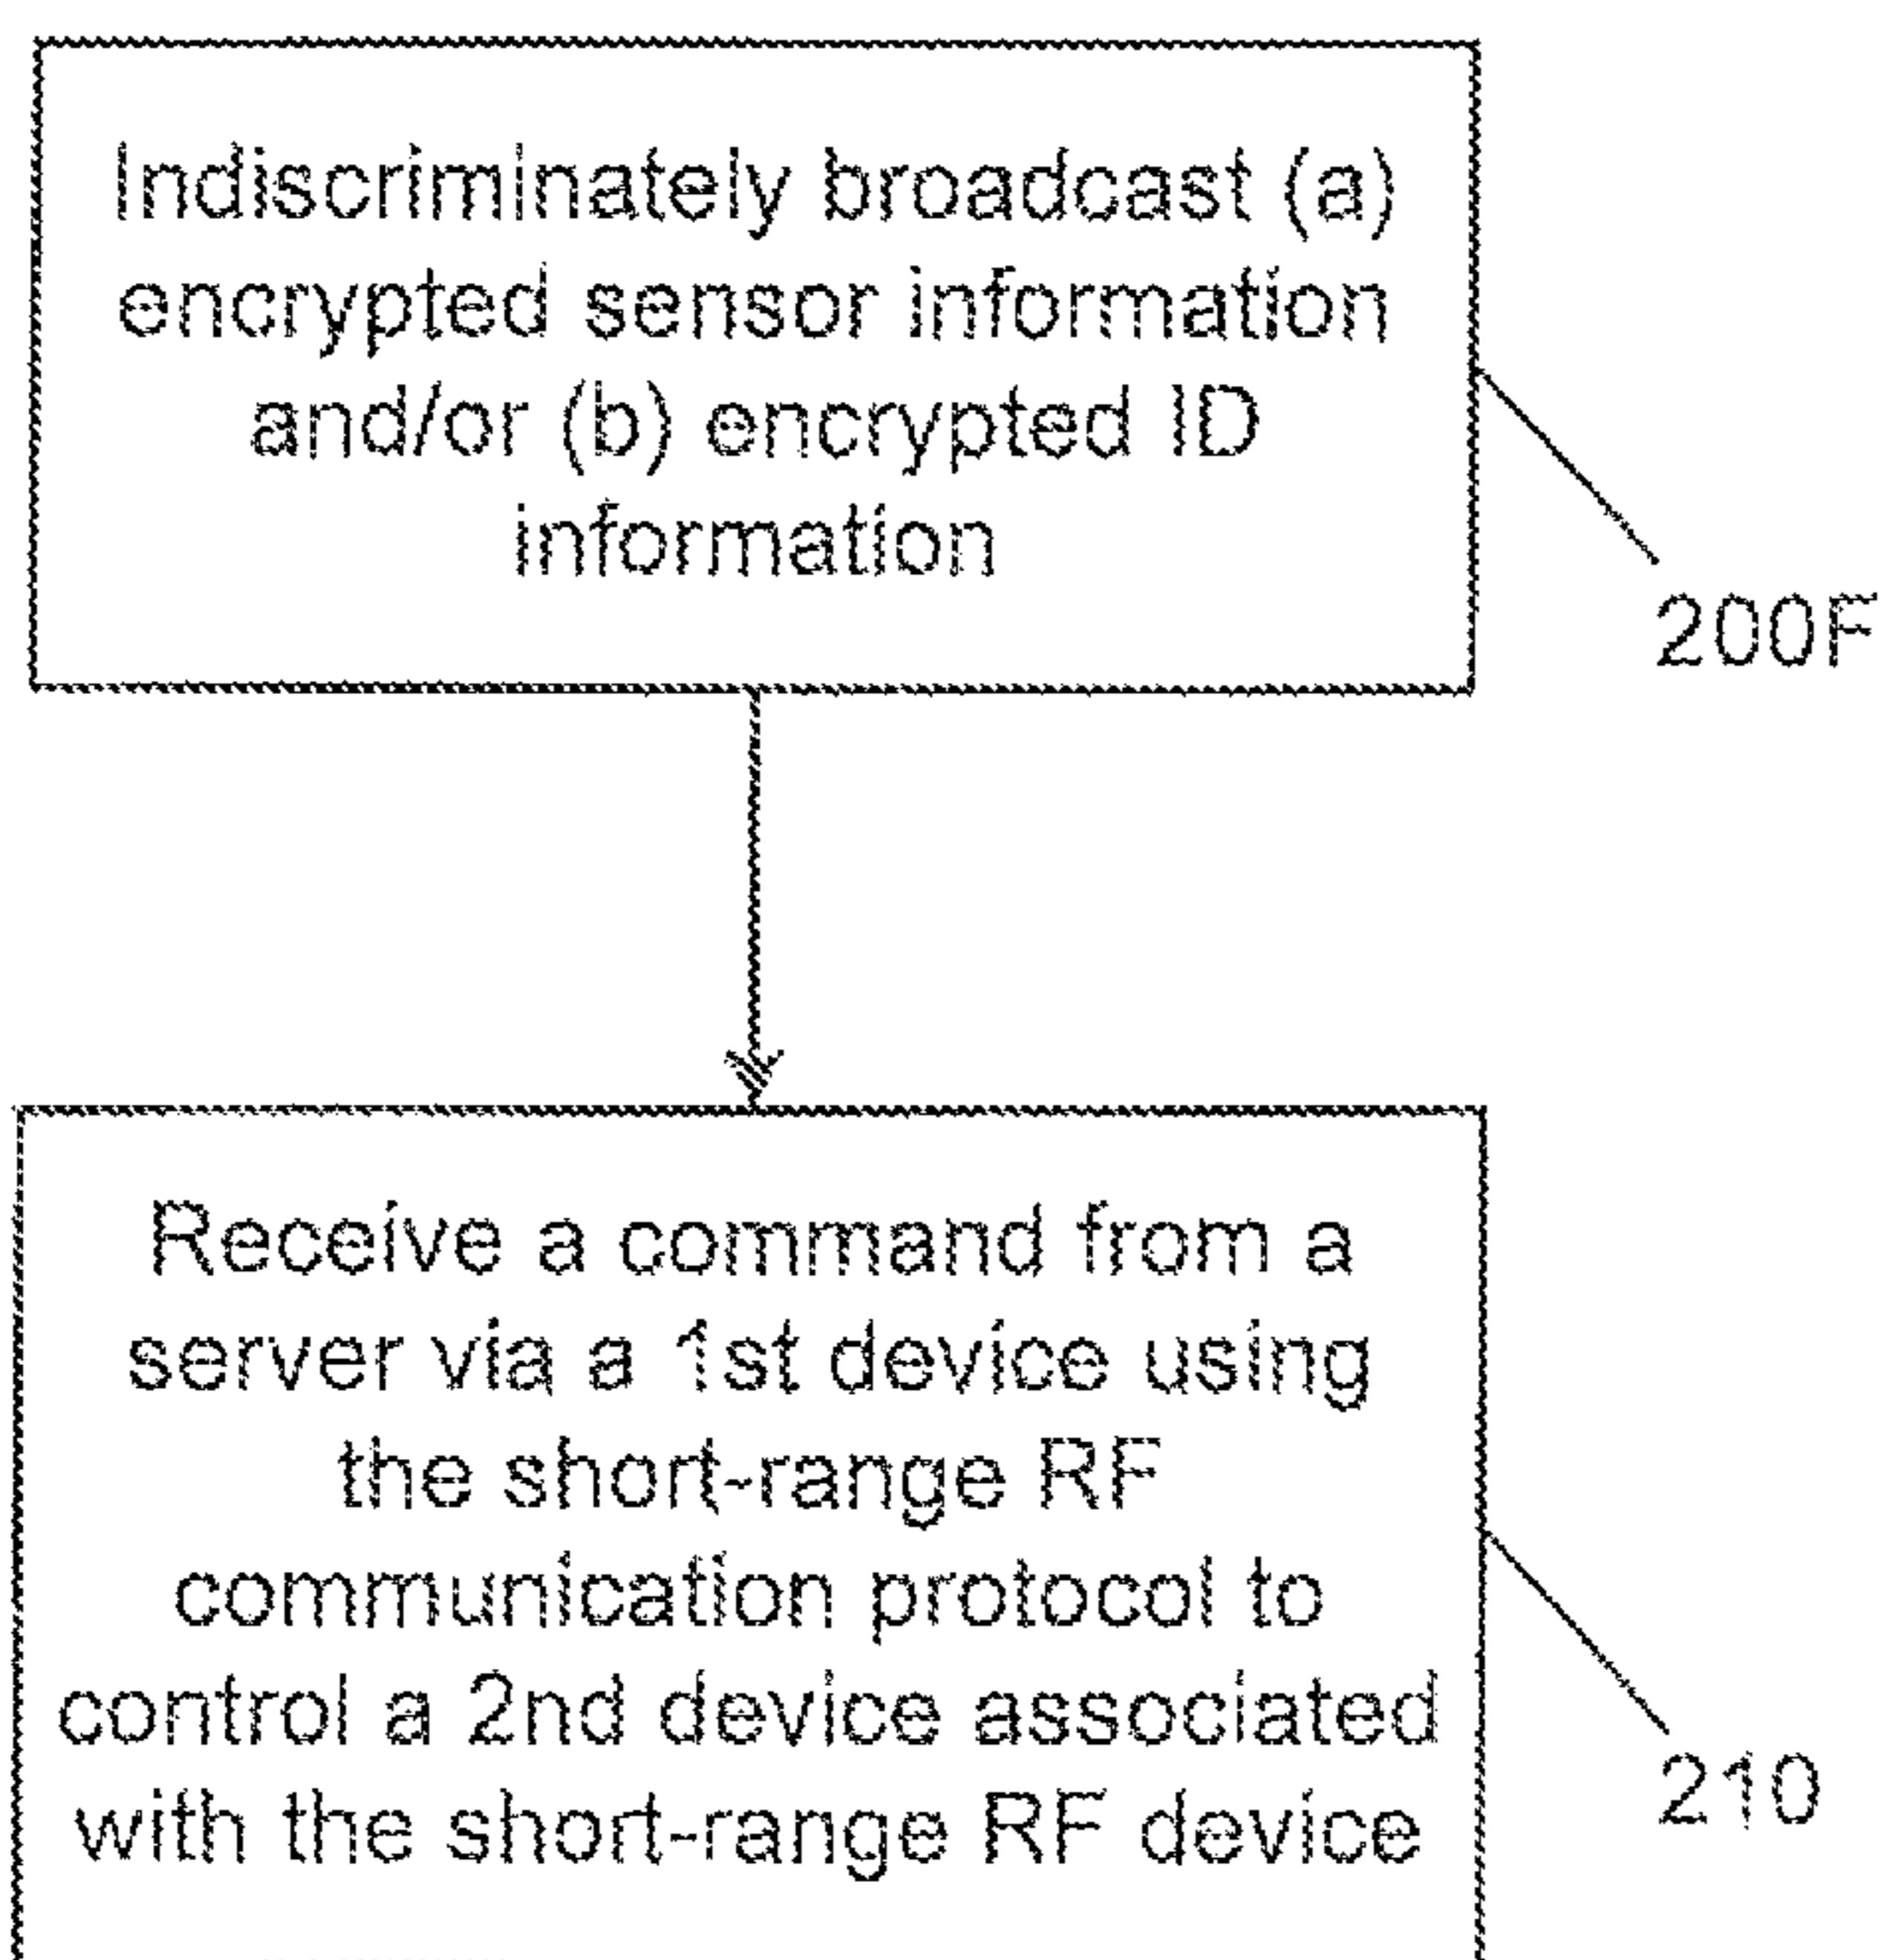 Indiscriminately broadcast (a)
encrypted sensor information
and/or (b) encrypted ID
information
200F
Receive a command from a
server via a 1st device using
the short-range RF
communication protocol to
control a 2nd device associated
with the short-range RF device
210